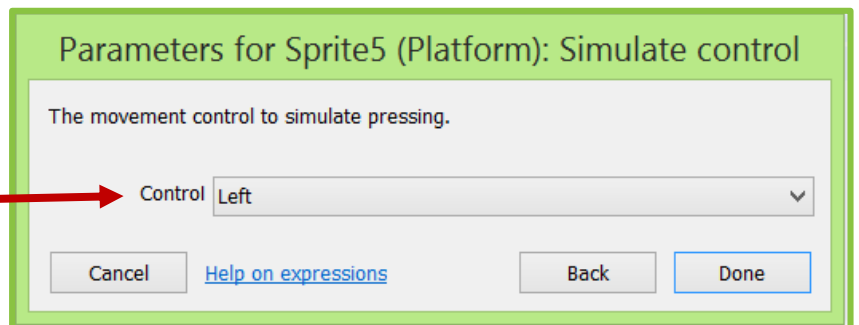 Parameters for Sprite5 (Platform): Simulate control
The movement control to simulate pressing.
Control Left
Cancel Help on expressions Back Done